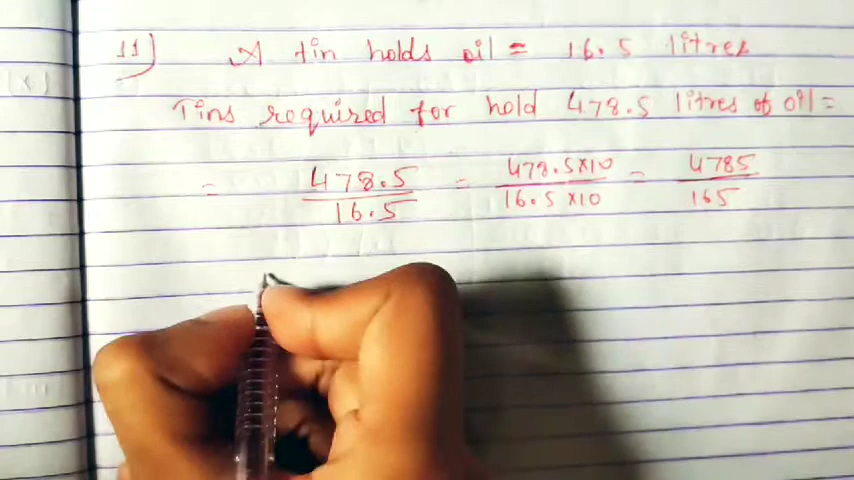 11) A tin holds oil = 16.5 litres
Tins required for hold 478.5 litres of oil =
= 478.5/16.5 = 478.5×10/16.5×10 = 4785/165